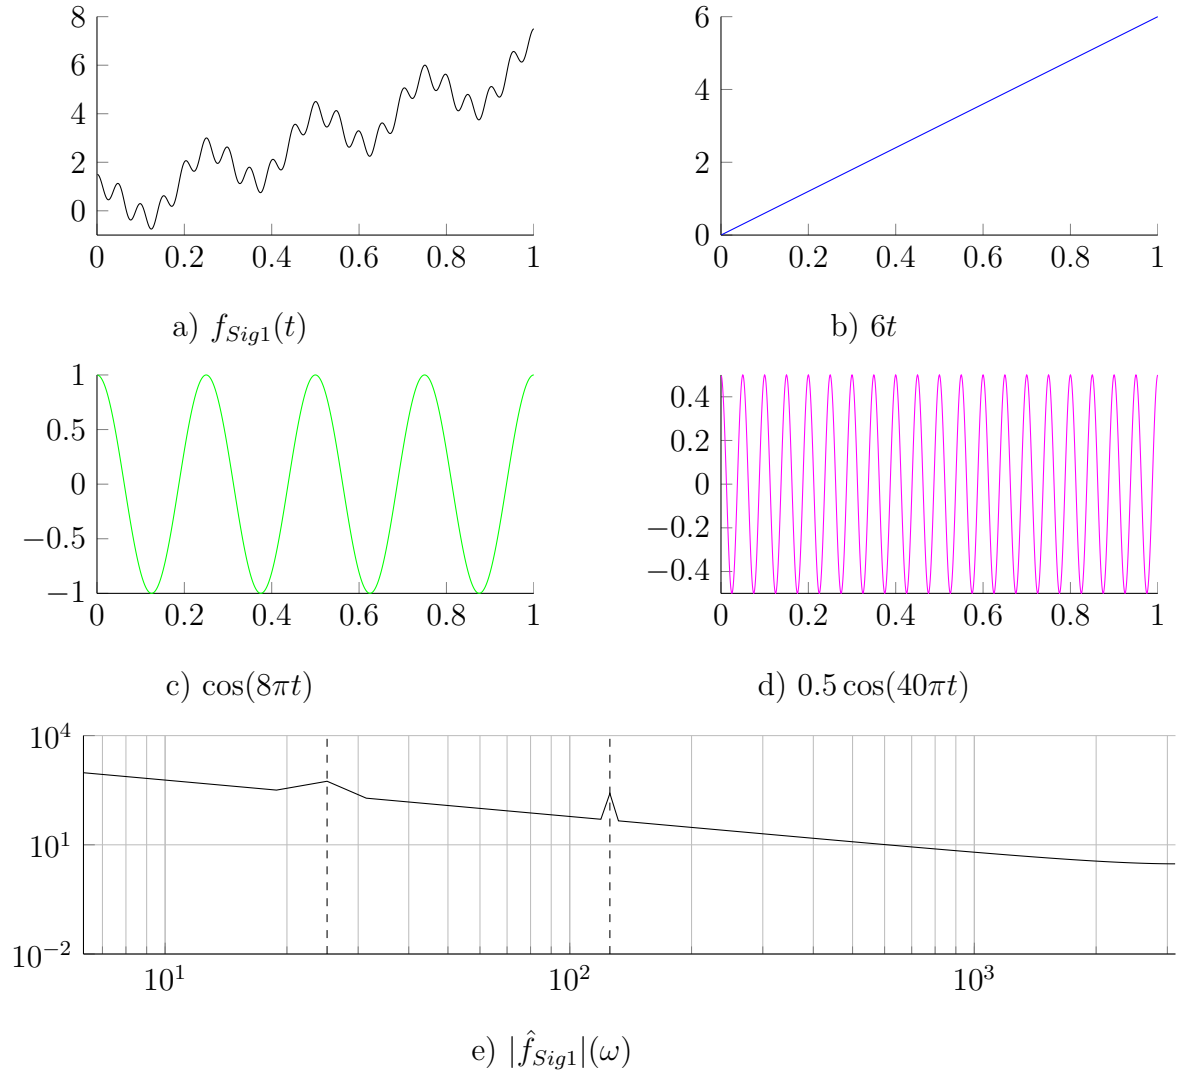 8
6
4
2
0
0 0.2 0.4 0.6 0.8 1
a) f_{Sig1}(t)
6
4
2
0
0 0.2 0.4 0.6 0.8 1
b) 6t
1
0.5
0
−0.5
−1
0 0.2 0.4 0.6 0.8 1
c) cos(8πt)
0.4
0.2
0
−0.2
−0.4
0 0.2 0.4 0.6 0.8 1
d) 0.5 cos(40πt)
10^4
10^1
10^{−2}
10^1 10^2 10^3
e) |\hat{f}_{Sig1}|(ω)